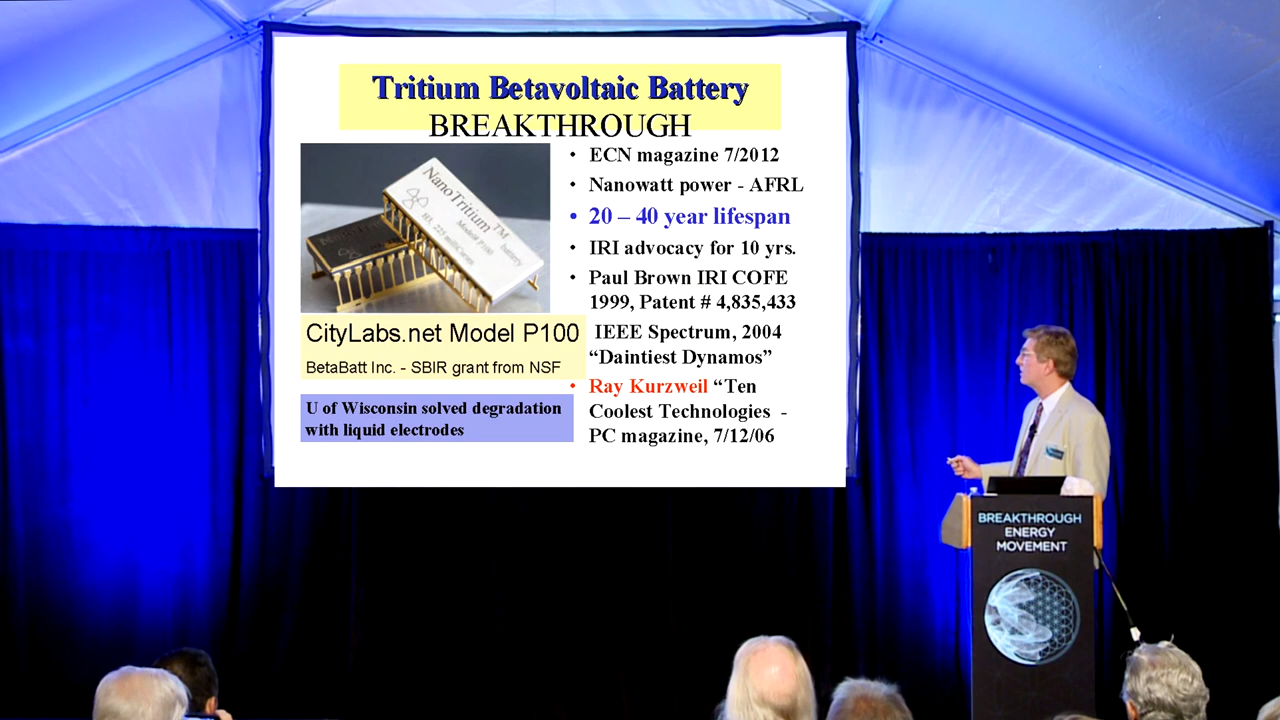 Tritium Betavoltaic Battery
BREAKTHROUGH
NanoTritium™
battery
Model P100
CityLabs.net Model P100
BetaBatt Inc. - SBIR grant from NSF
U of Wisconsin solved degradation
with liquid electrodes
• ECN magazine 7/2012
• Nanowatt power - AFRL
• 20 – 40 year lifespan
• IRI advocacy for 10 yrs.
• Paul Brown IRI COFE
1999, Patent # 4,835,433
IEEE Spectrum, 2004
“Daintiest Dynamos”
• Ray Kurzweil “Ten
Coolest Technologies -
PC magazine, 7/12/06
BREAKTHROUGH
ENERGY
MOVEMENT